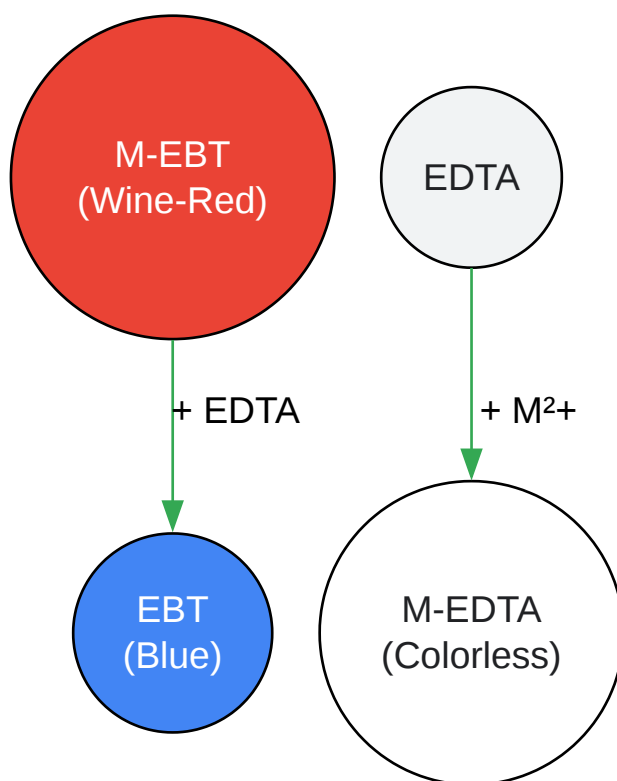 M-EBT
(Wine-Red)
EDTA
+ EDTA
+ M²+
EBT
(Blue)
M-EDTA
(Colorless)